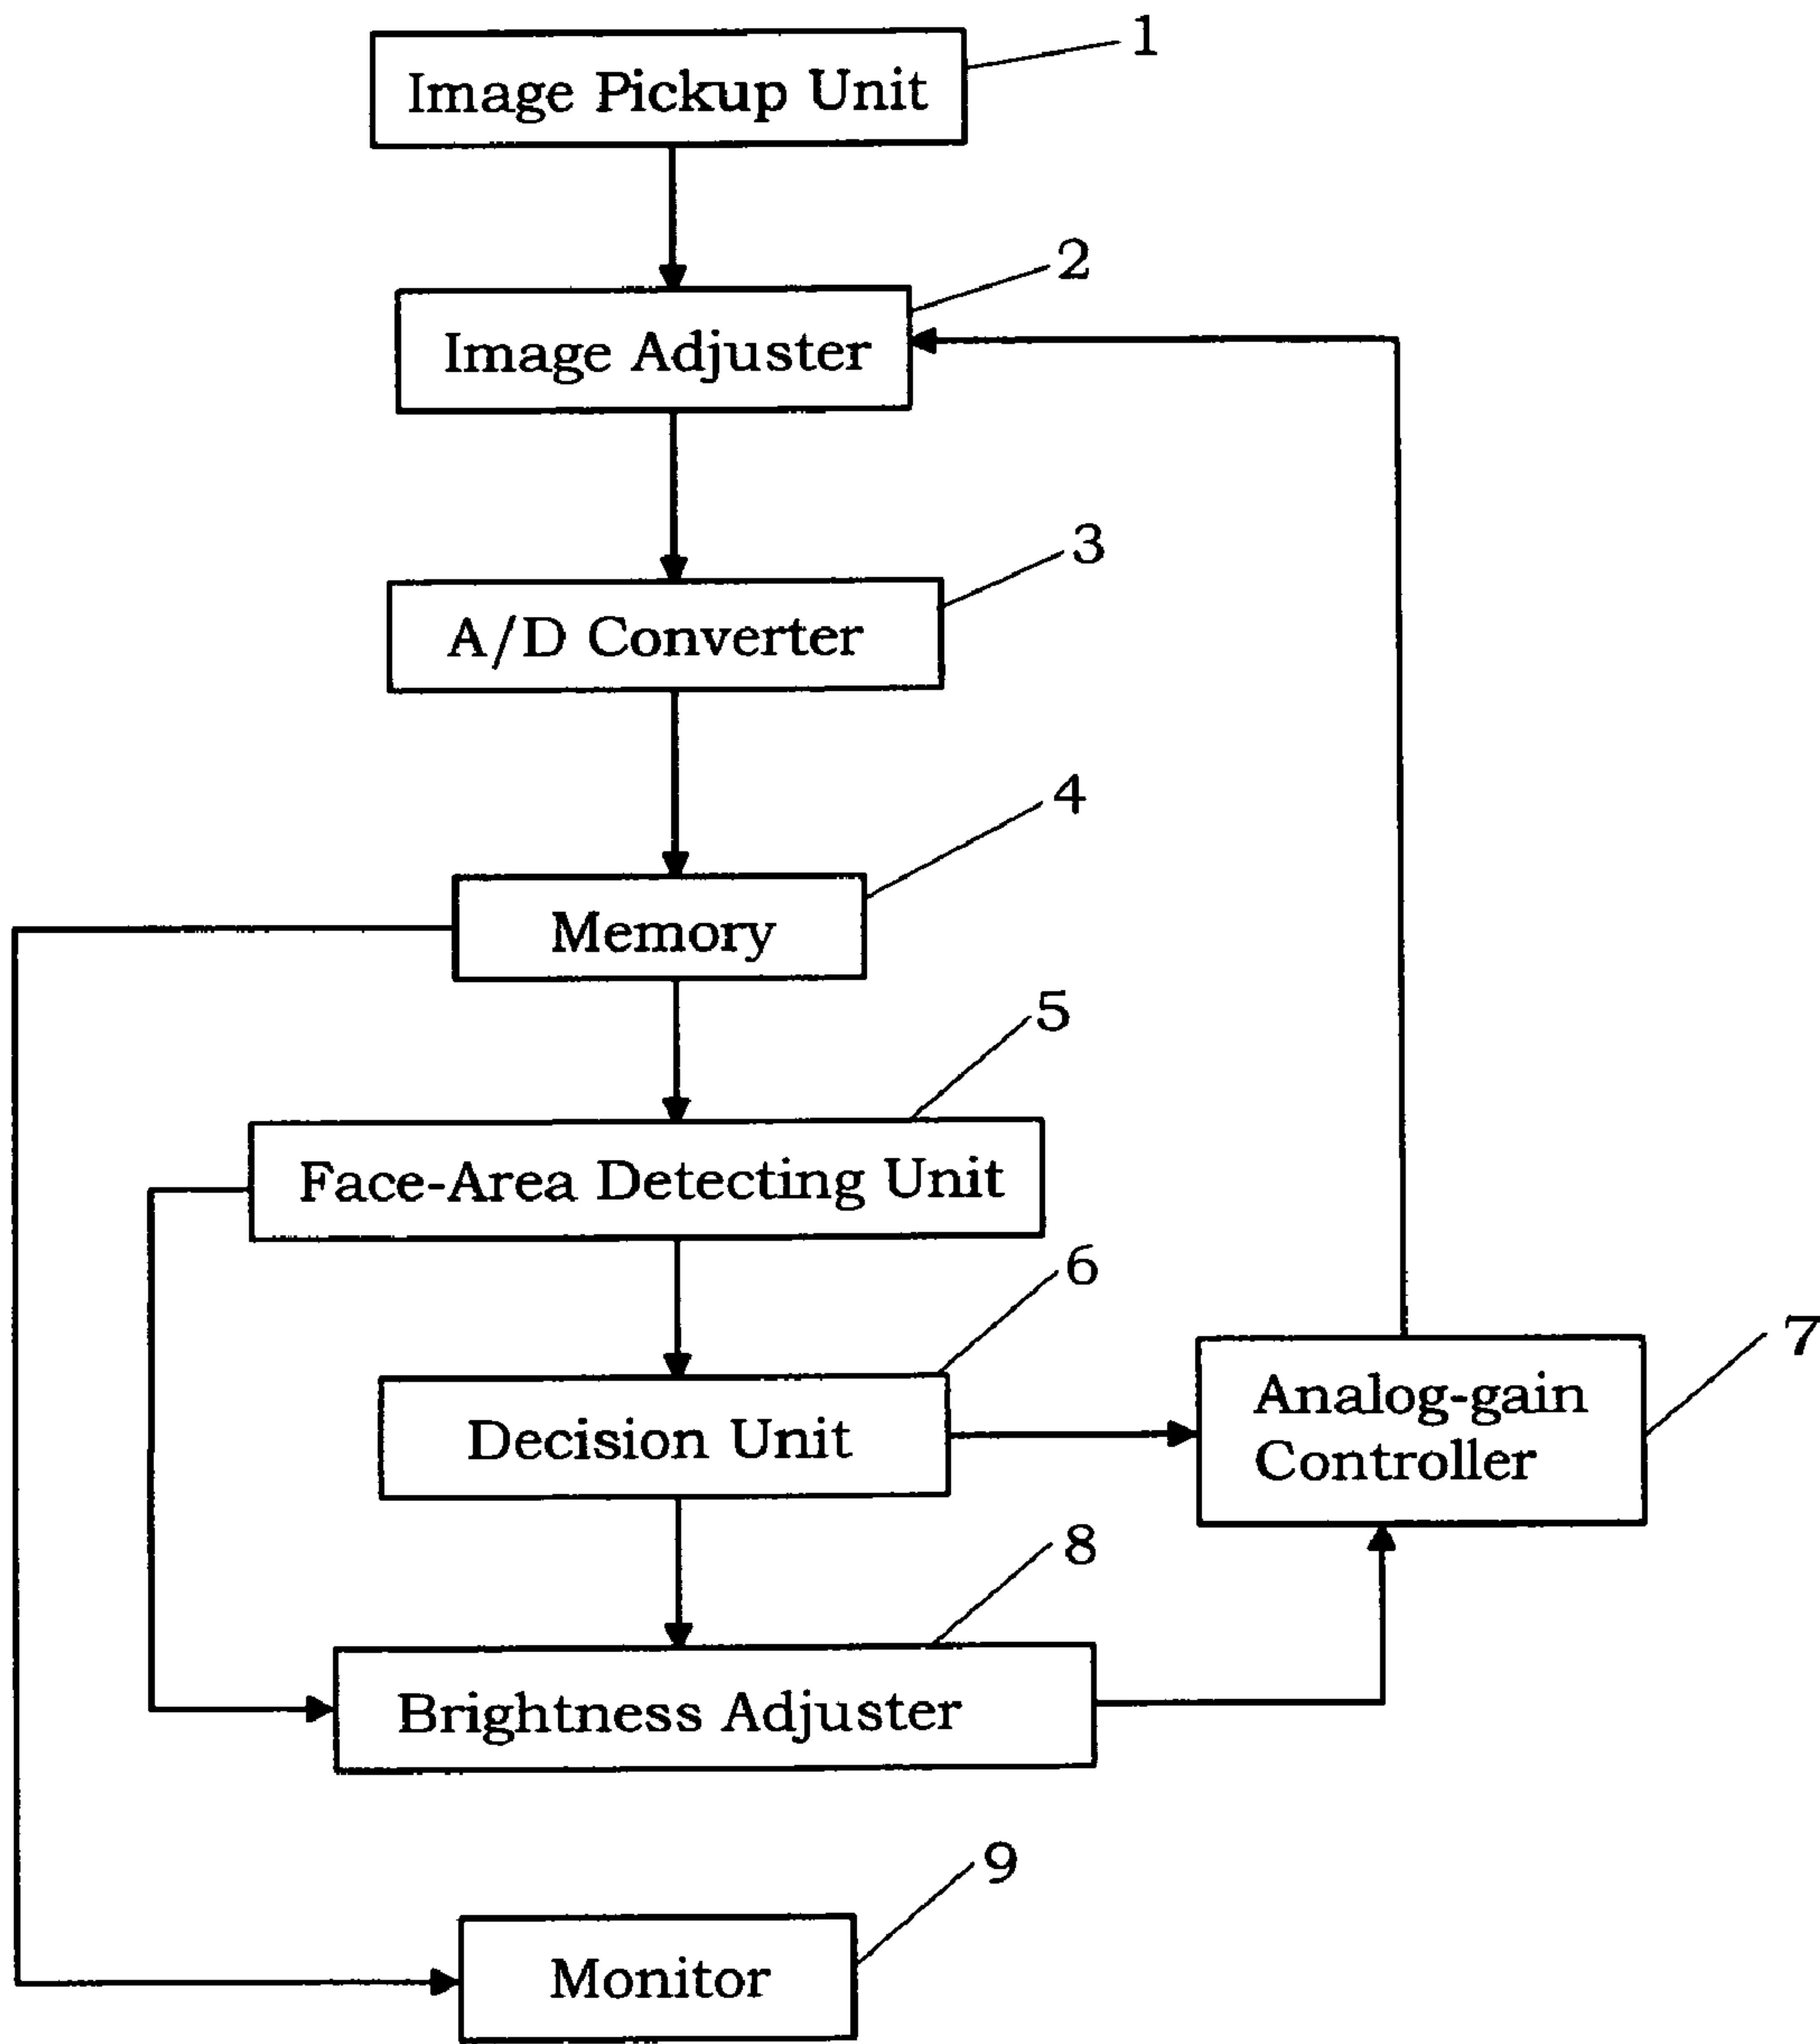 1
Image Pickup Unit
2
Image Adjuster
3
A/D Converter
4
Memory
5
Face-Area Detecting Unit
6
Decision Unit
7
Analog-gain
Controller
8
Brightness Adjuster
9
Monitor